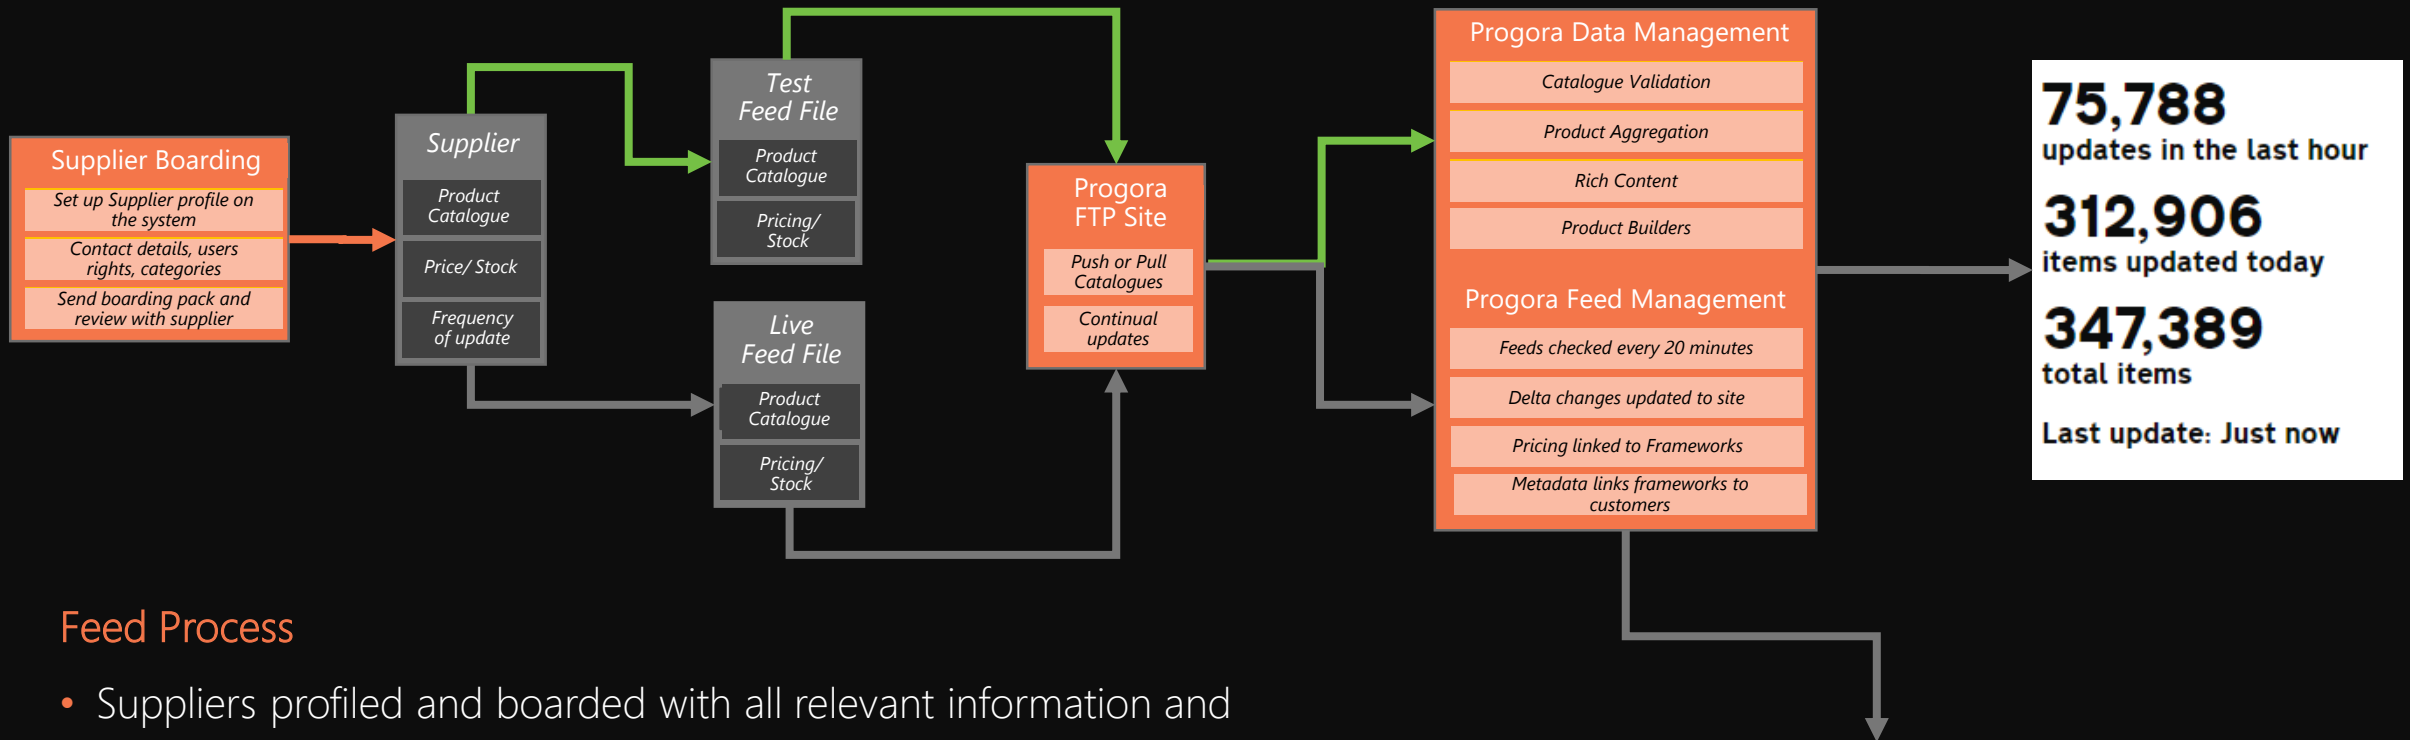 Supplier Boarding
Set up Supplier profile on
the system
Contact details, users
rights, categories
Send boarding pack and
review with supplier
Supplier
Product
Catalogue
Price/ Stock
Frequency
of update
Test
Feed File
Product
Catalogue
Pricing/
Stock
Live
Feed File
Product
Catalogue
Pricing/
Stock
Progora
FTP Site
Push or Pull
Catalogues
Continual
updates
Progora Data Management
Catalogue Validation
Product Aggregation
Rich Content
Product Builders
Progora Feed Management
Feeds checked every 20 minutes
Delta changes updated to site
Pricing linked to Frameworks
Metadata links frameworks to
customers
75,788
updates in the last hour
312,906
items updated today
347,389
total items
Last update: Just now
Feed Process
• Suppliers profiled and boarded with all relevant information and